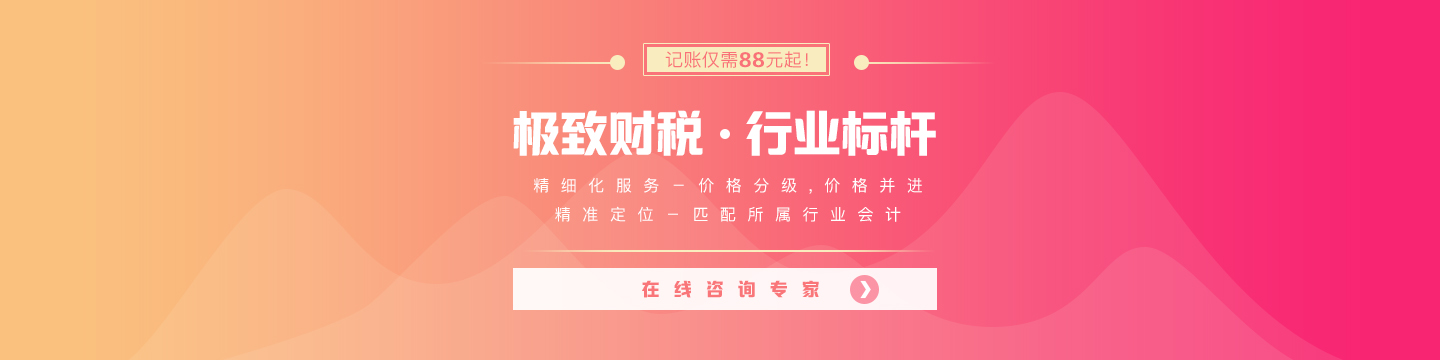 记账仅需88元起!
极致财税·行业标杆
精细化服务–价格分级,价格并进
精准定位–匹配所属行业会计
在线咨询专家